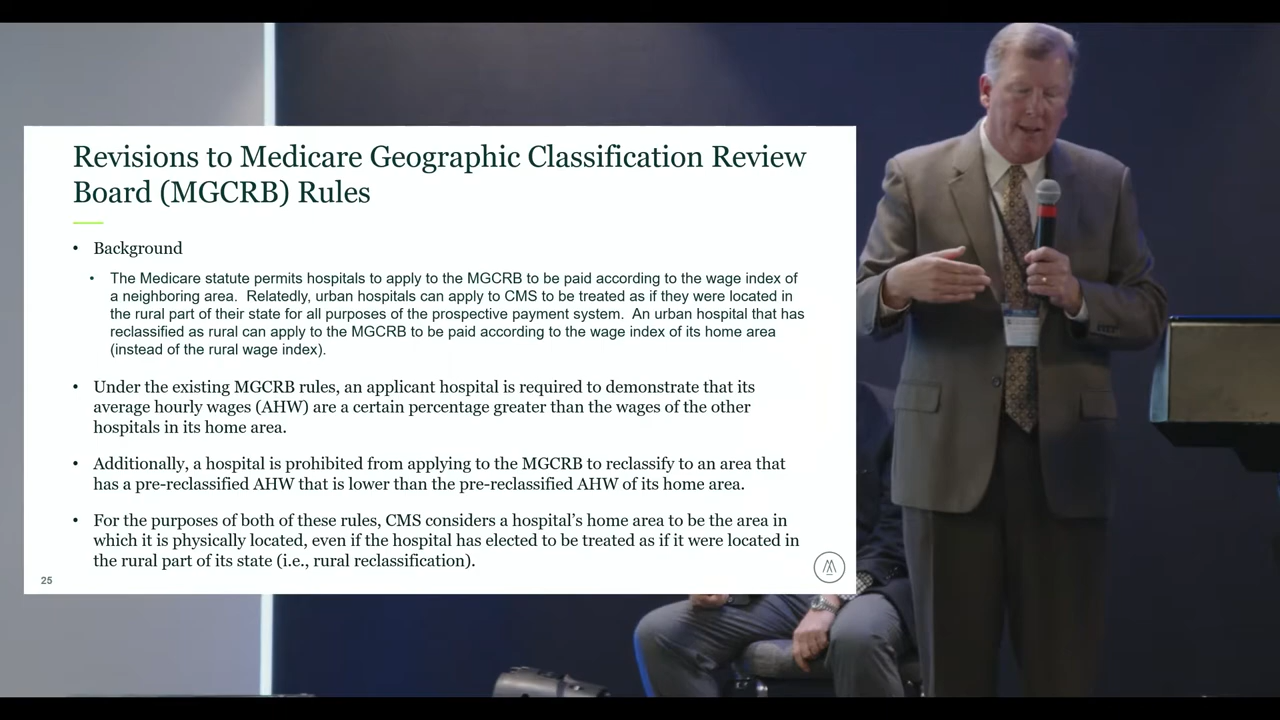 Revisions to Medicare Geographic Classification Review
Board (MGCRB) Rules
• Background
• The Medicare statute permits hospitals to apply to the MGCRB to be paid according to the wage index of
a neighboring area. Relatedly, urban hospitals can apply to CMS to be treated as if they were located in
the rural part of their state for all purposes of the prospective payment system. An urban hospital that has
reclassified as rural can apply to the MGCRB to be paid according to the wage index of its home area
(instead of the rural wage index).
• Under the existing MGCRB rules, an applicant hospital is required to demonstrate that its
average hourly wages (AHW) are a certain percentage greater than the wages of the other
hospitals in its home area.
• Additionally, a hospital is prohibited from applying to the MGCRB to reclassify to an area that
has a pre-reclassified AHW that is lower than the pre-reclassified AHW of its home area.
• For the purposes of both of these rules, CMS considers a hospital's home area to be the area in
which it is physically located, even if the hospital has elected to be treated as if it were located in
the rural part of its state (i.e., rural reclassification).
25